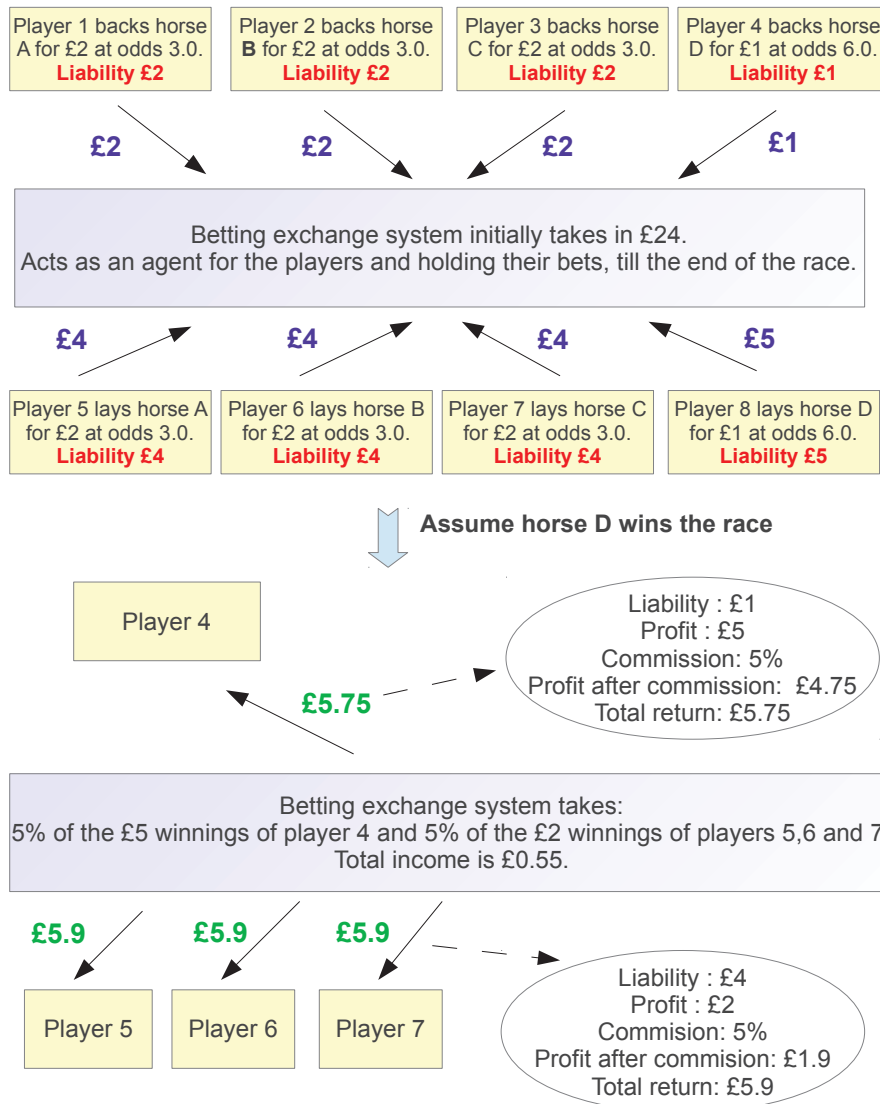 Player 1 backs horse
A for £2 at odds 3.0.
Liability £2
Player 2 backs horse
B for £2 at odds 3.0.
Liability £2
Player 3 backs horse
C for £2 at odds 3.0.
Liability £2
Player 4 backs horse
D for £1 at odds 6.0.
Liability £1
£2
£2
£2
£1
Betting exchange system initially takes in £24.
Acts as an agent for the players and holding their bets, till the end of the race.
£4
£4
£4
£5
Player 5 lays horse A
for £2 at odds 3.0.
Liability £4
Player 6 lays horse B
for £2 at odds 3.0.
Liability £4
Player 7 lays horse C
for £2 at odds 3.0.
Liability £4
Player 8 lays horse D
for £1 at odds 6.0.
Liability £5
Assume horse D wins the race
Player 4
£5.75
Liability : £1
Profit : £5
Commission: 5%
Profit after commission: £4.75
Total return: £5.75
Betting exchange system takes:
5% of the £5 winnings of player 4 and 5% of the £2 winnings of players 5,6 and 7
Total income is £0.55.
£5.9
£5.9
£5.9
Player 5
Player 6
Player 7
Liability : £4
Profit : £2
Commision: 5%
Profit after commision: £1.9
Total return: £5.9